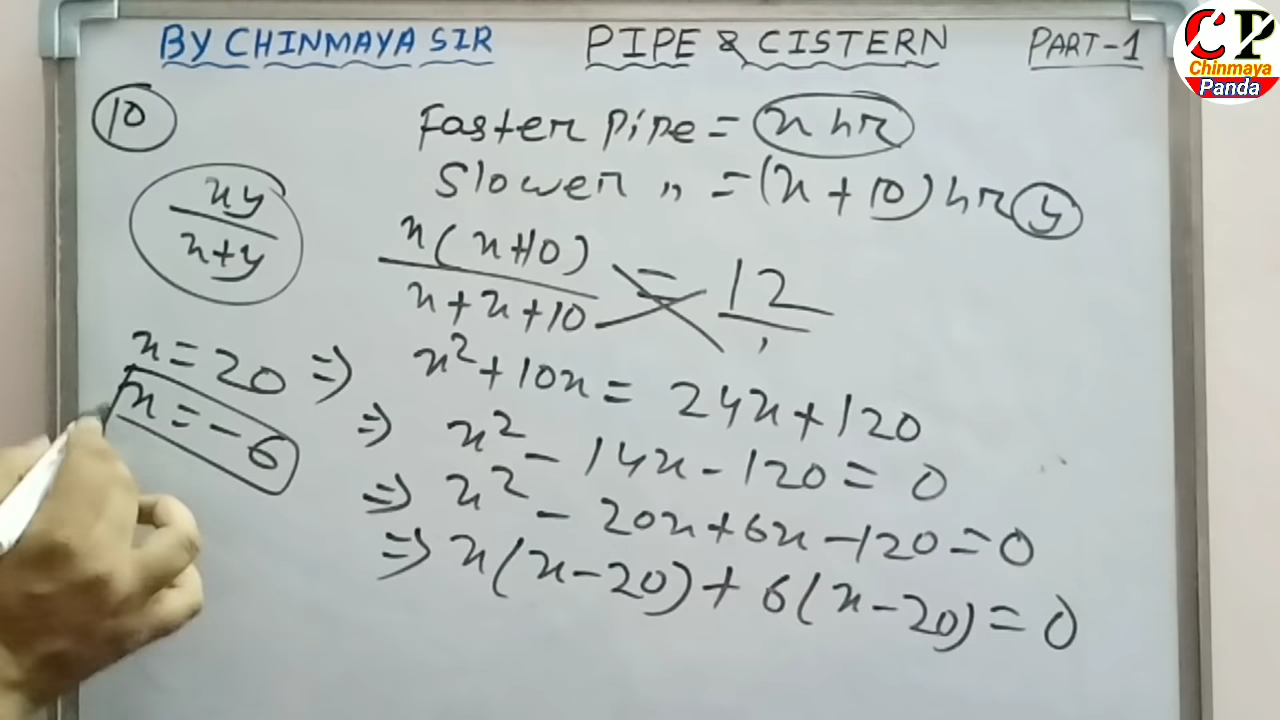 BY CHINMAYA SIR PIPE & CISTERN PART-1
CP
Chinmaya
Panda
10
Faster Pipe = x hr
Slower " = (x + 10) hr y
xy / x+y
x(x+10) / x+x+10 = 12 / 1
x = 20 ⇒ x² + 10x = 24x + 120
x = -6
⇒ x² - 14x - 120 = 0
⇒ x² - 20x + 6x - 120 = 0
⇒ x(x-20) + 6(x-20) = 0